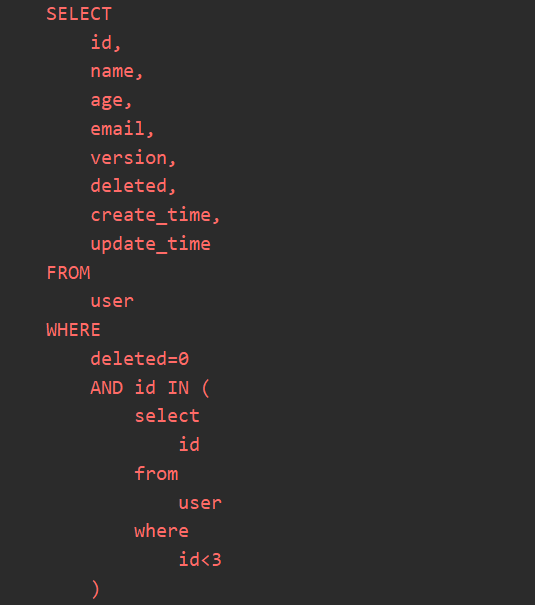 SELECT
id,
name,
age,
email,
version,
deleted,
create_time,
update_time
FROM
user
WHERE
deleted=0
AND id IN (
select
id
from
user
where
id<3
)